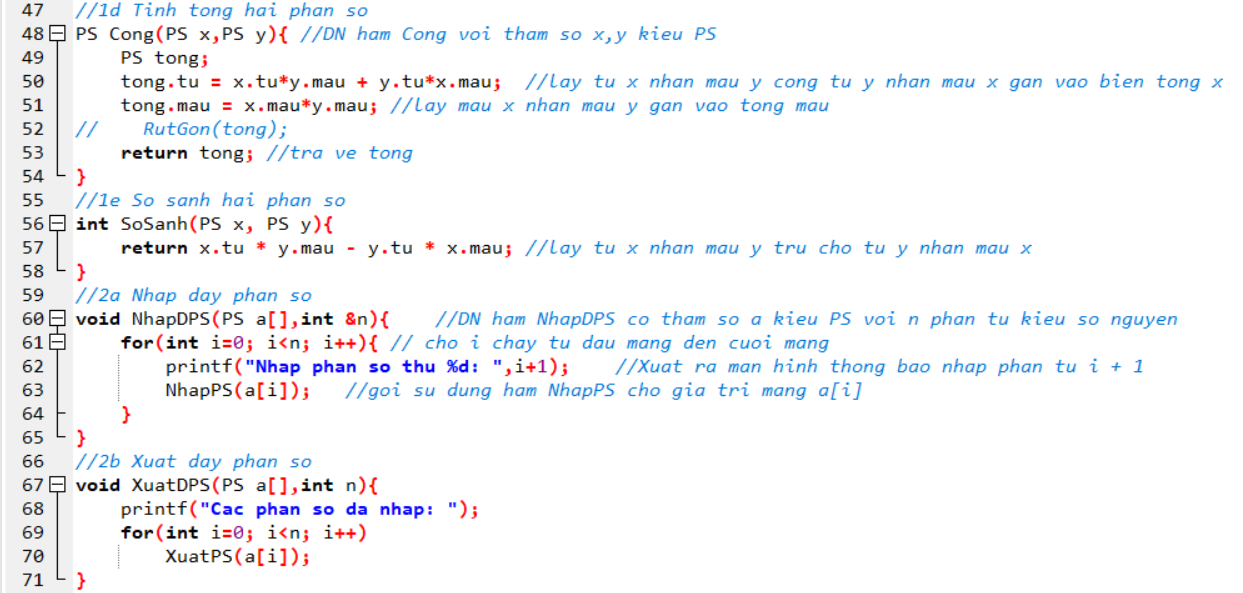 47 //1d Tinh tong hai phan so
48 PS Cong(PS x,PS y){ //DN ham Cong voi tham so x,y kieu PS
49 PS tong;
50 tong.tu = x.tu*y.mau + y.tu*x.mau; //lay tu x nhan mau y cong tu y nhan mau x gan vao bien tong x
51 tong.mau = x.mau*y.mau; //lay mau x nhan mau y gan vao tong mau
52 // RutGon(tong);
53 return tong; //tra ve tong
54 }
55 //1e So sanh hai phan so
56 int SoSanh(PS x, PS y){
57 return x.tu * y.mau - y.tu * x.mau; //lay tu x nhan mau y tru cho tu y nhan mau x
58 }
59 //2a Nhap day phan so
60 void NhapDPS(PS a[],int &n){ //DN ham NhapDPS co tham so a kieu PS voi n phan tu kieu so nguyen
61 for(int i=0; i<n; i++){ // cho i chay tu dau mang den cuoi mang
62 printf("Nhap phan so thu %d: ",i+1); //Xuat ra man hinh thong bao nhap phan tu i + 1
63 NhapPS(a[i]); //goi su dung ham NhapPS cho gia tri mang a[i]
64 }
65 }
66 //2b Xuat day phan so
67 void XuatDPS(PS a[],int n){
68 printf("Cac phan so da nhap: ");
69 for(int i=0; i<n; i++)
70 XuatPS(a[i]);
71 }